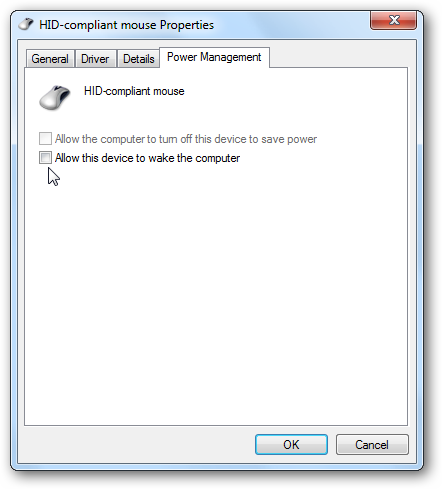 HID-compliant mouse Properties
General Driver Details Power Management
HID-compliant mouse
Allow the computer to turn off this device to save power
Allow this device to wake the computer
OK Cancel